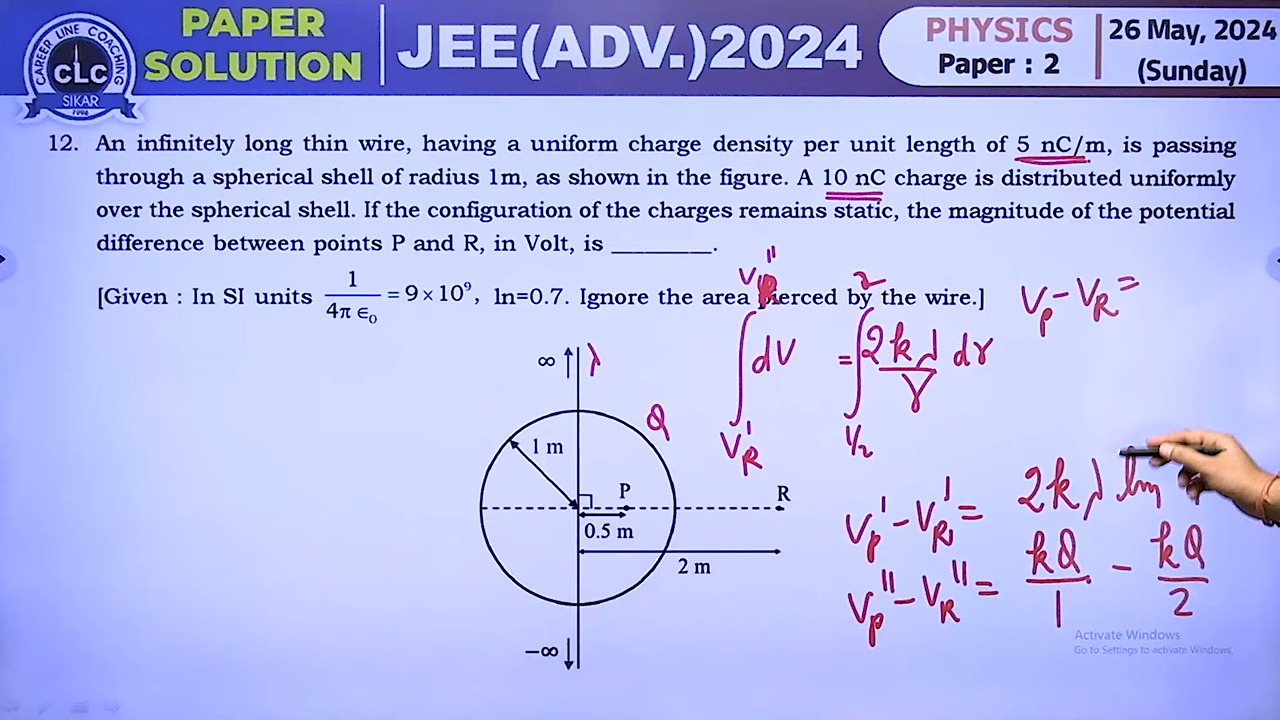 PAPER SOLUTION
JEE(ADV.)2024
PHYSICS
Paper : 2
26 May, 2024
(Sunday)
CAREER LINE COACHING
CLC
SIKAR
1996
12. An infinitely long thin wire, having a uniform charge density per unit length of 5 nC/m, is passing
through a spherical shell of radius 1m, as shown in the figure. A 10 nC charge is distributed uniformly
over the spherical shell. If the configuration of the charges remains static, the magnitude of the potential
difference between points P and R, in Volt, is ________.
[Given : In SI units 1/4π ∈₀ = 9 × 10⁹, ln=0.7. Ignore the area pierced by the wire.]
∞
λ
Q
1 m
P
R
0.5 m
2 m
−∞
∫ dV = ∫ 2kλ/r dr
V_R'
1/2
2
V_P − V_R =
V_P' − V_R' = 2kλ ln 4
V_P'' − V_R'' = kQ/1 − kQ/2
Activate Windows
Go to Settings to activate Windows.